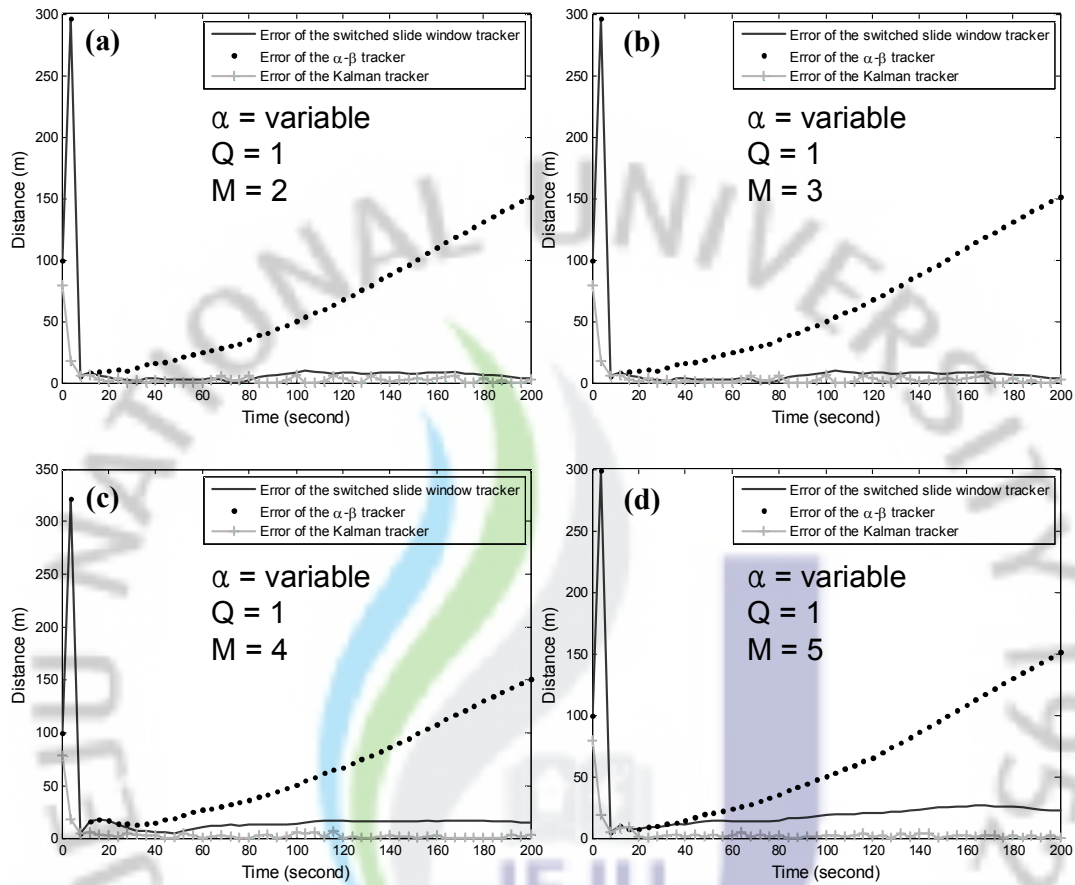 (a)
Error of the switched slide window tracker
Error of the α-β tracker
Error of the Kalman tracker
α = variable
Q = 1
M = 2
Distance (m)
300
250
200
150
100
50
0
0 20 40 60 80 100 120 140 160 180 200
Time (second)
(b)
Error of the switched slide window tracker
Error of the α-β tracker
Error of the Kalman tracker
α = variable
Q = 1
M = 3
Distance (m)
300
250
200
150
100
50
0
0 20 40 60 80 100 120 140 160 180 200
Time (second)
(c)
Error of the switched slide window tracker
Error of the α-β tracker
Error of the Kalman tracker
α = variable
Q = 1
M = 4
Distance (m)
350
300
250
200
150
100
50
0
0 20 40 60 80 100 120 140 160 180 200
Time (second)
(d)
Error of the switched slide window tracker
Error of the α-β tracker
Error of the Kalman tracker
α = variable
Q = 1
M = 5
Distance (m)
300
250
200
150
100
50
0
0 20 40 60 80 100 120 140 160 180 200
Time (second)
JEJU NATIONAL UNIVERSITY 1952
JEJU